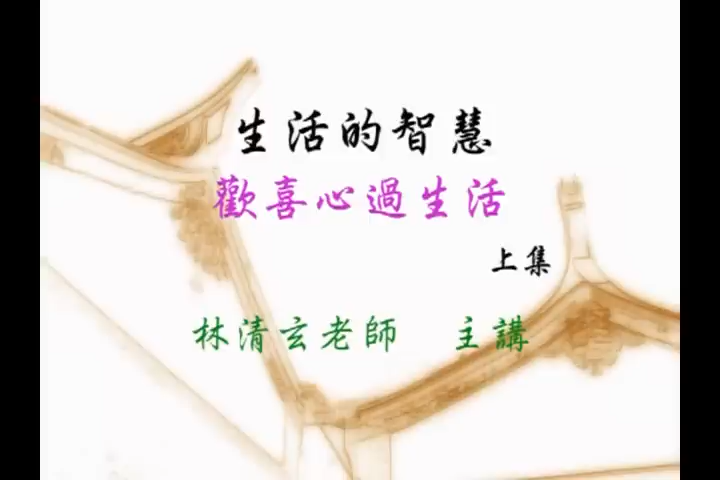 生活的智慧
歡喜心過生活
上集
林清玄老師 主講